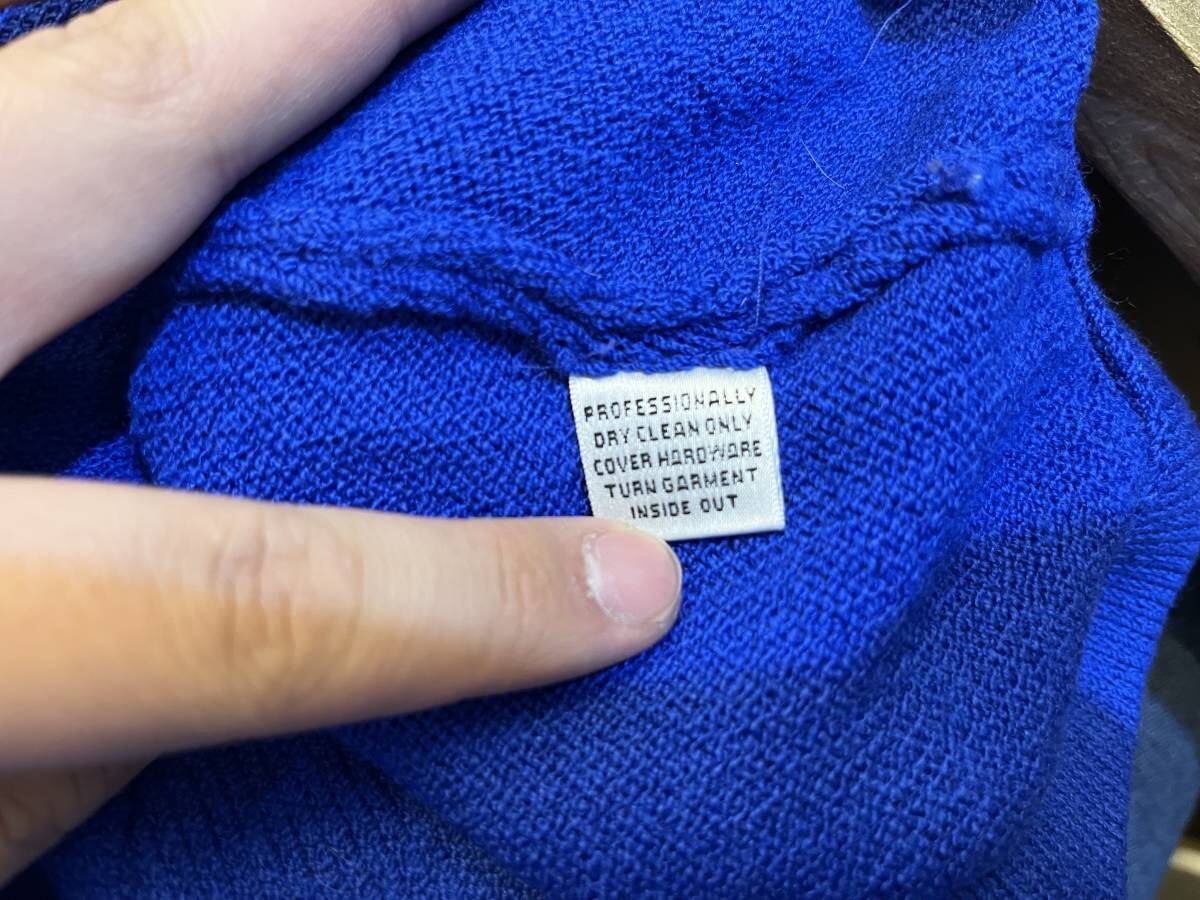 PROFESSIONALLY
DRY CLEAN ONLY
COVER HARDWARE
TURN GARMENT
INSIDE OUT